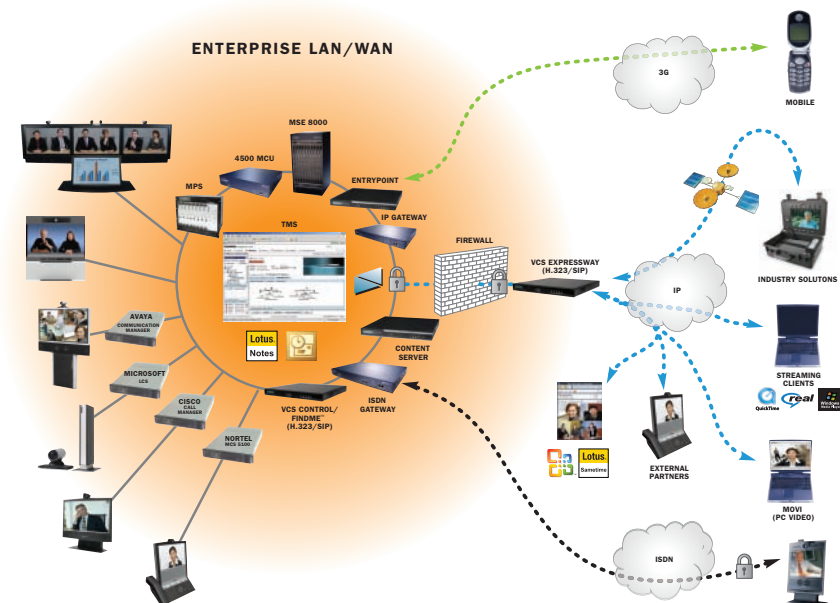 ENTERPRISE LAN/WAN
3G
MOBILE
MSE 8000
4500 MCU
ENTRYPOINT
MPS
IP GATEWAY
TMS
FIREWALL
VCS EXPRESSWAY
(H.323/SIP)
INDUSTRY SOLUTONS
IP
AVAYA
COMMUNICATION
MANAGER
Lotus.
Notes
CONTENT
SERVER
STREAMING
CLIENTS
QuickTime
real
Windows
MICROSOFT
LCS
ISDN
GATEWAY
CISCO
CALL
MANAGER
VCS CONTROL/
FINDME™
(H.323/SIP)
NORTEL
MCS 5100
Lotus.
Sametime
EXTERNAL
PARTNERS
MOVI
(PC VIDEO)
ISDN